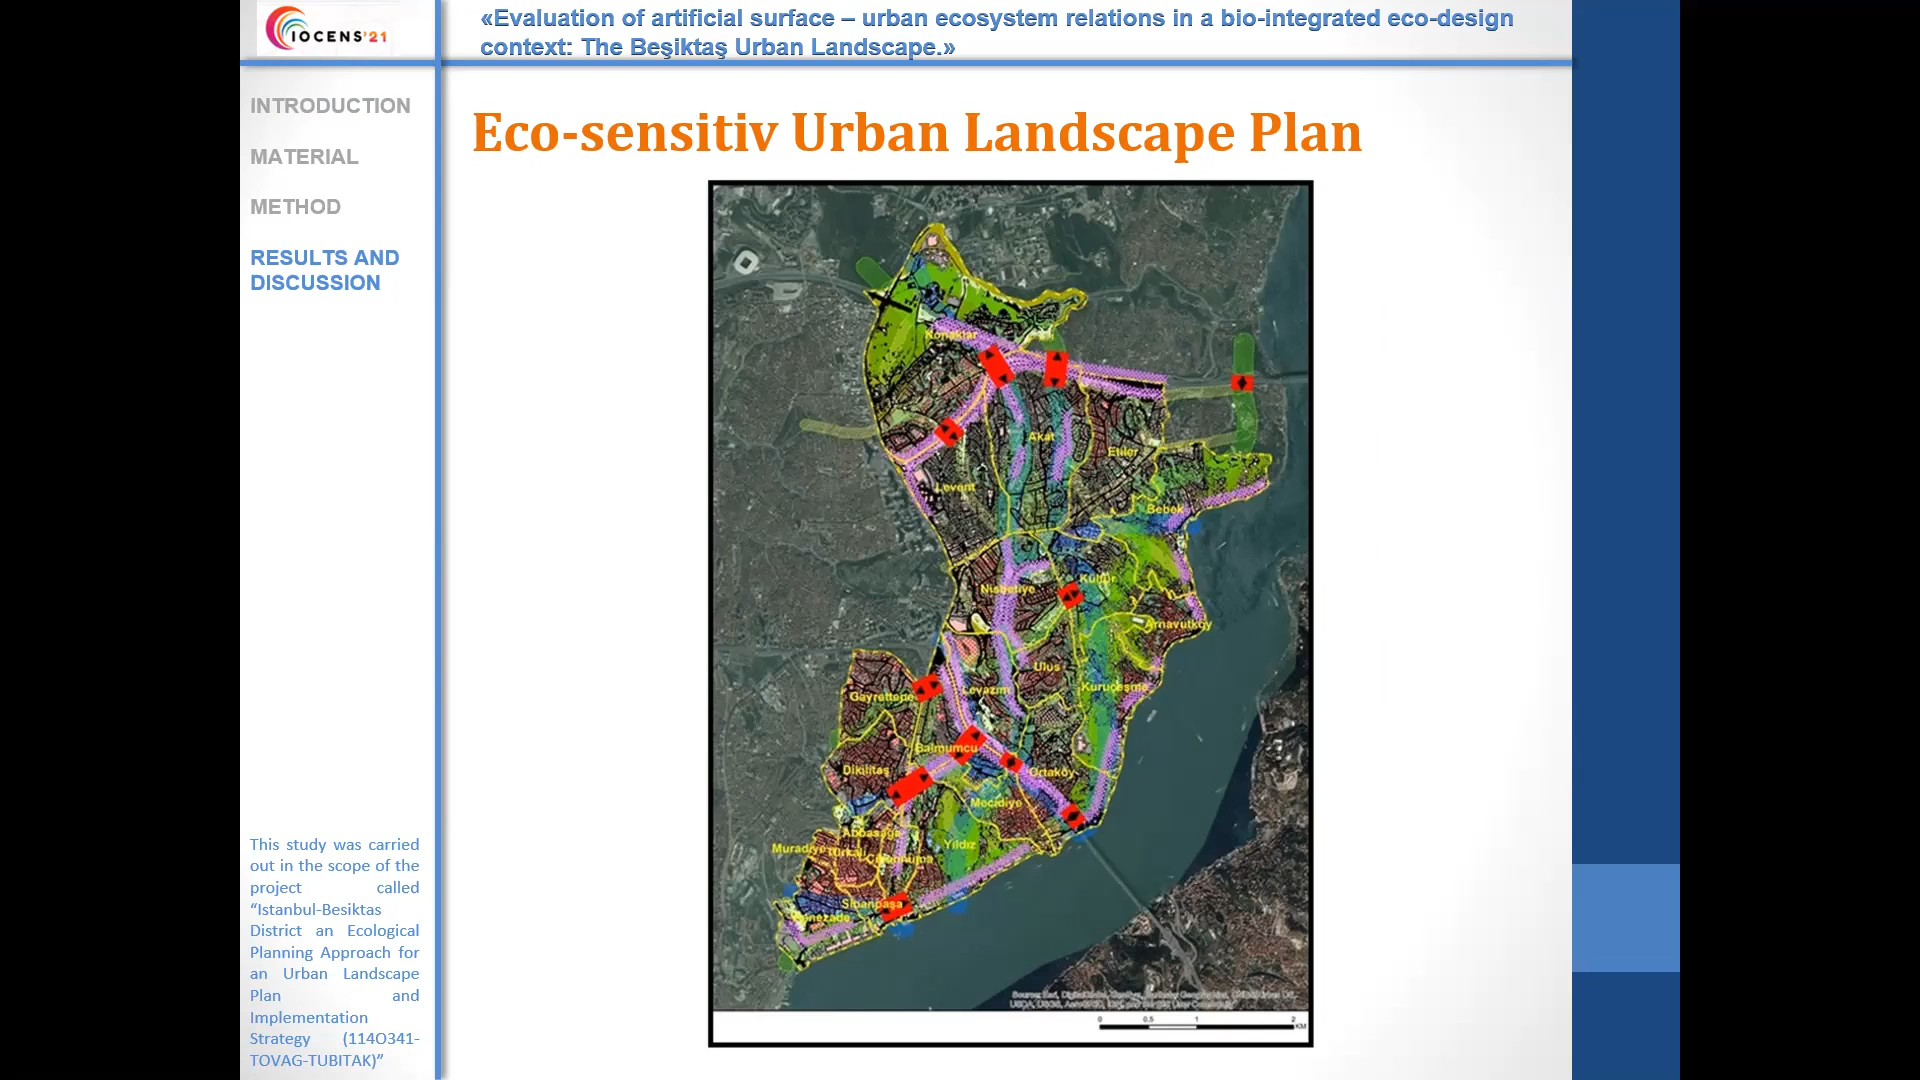 IOCENS'21
«Evaluation of artificial surface – urban ecosystem relations in a bio-integrated eco-design
context: The Beşiktaş Urban Landscape.»
INTRODUCTION
MATERIAL
METHOD
RESULTS AND
DISCUSSION
Eco-sensitiv Urban Landscape Plan
Konaklar
Akat
Etiler
Levent
Bebek
Nisbetiye
Kültür
Arnavutköy
Ulus
Gayrettepe
Levazım
Kuruçeşme
Balmumcu
Dikilitaş
Ortaköy
Mecidiye
Abbasağa
Yıldız
Muradiye
Türkali
Cihannüma
Sinanpaşa
0 0.5 1 2
KM
This study was carried
out in the scope of the
project called
“Istanbul-Besiktas
District an Ecological
Planning Approach for
an Urban Landscape
Plan and
Implementation
Strategy (114O341-
TOVAG-TUBITAK)”